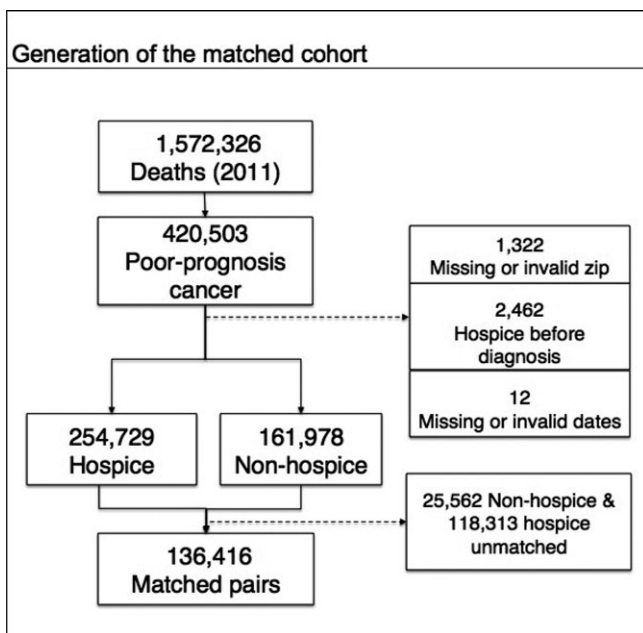 Generation of the matched cohort
1,572,326
Deaths (2011)
420,503
Poor-prognosis
cancer
1,322
Missing or invalid zip
2,462
Hospice before
diagnosis
12
Missing or invalid dates
254,729
Hospice
161,978
Non-hospice
25,562 Non-hospice &
118,313 hospice
unmatched
136,416
Matched pairs